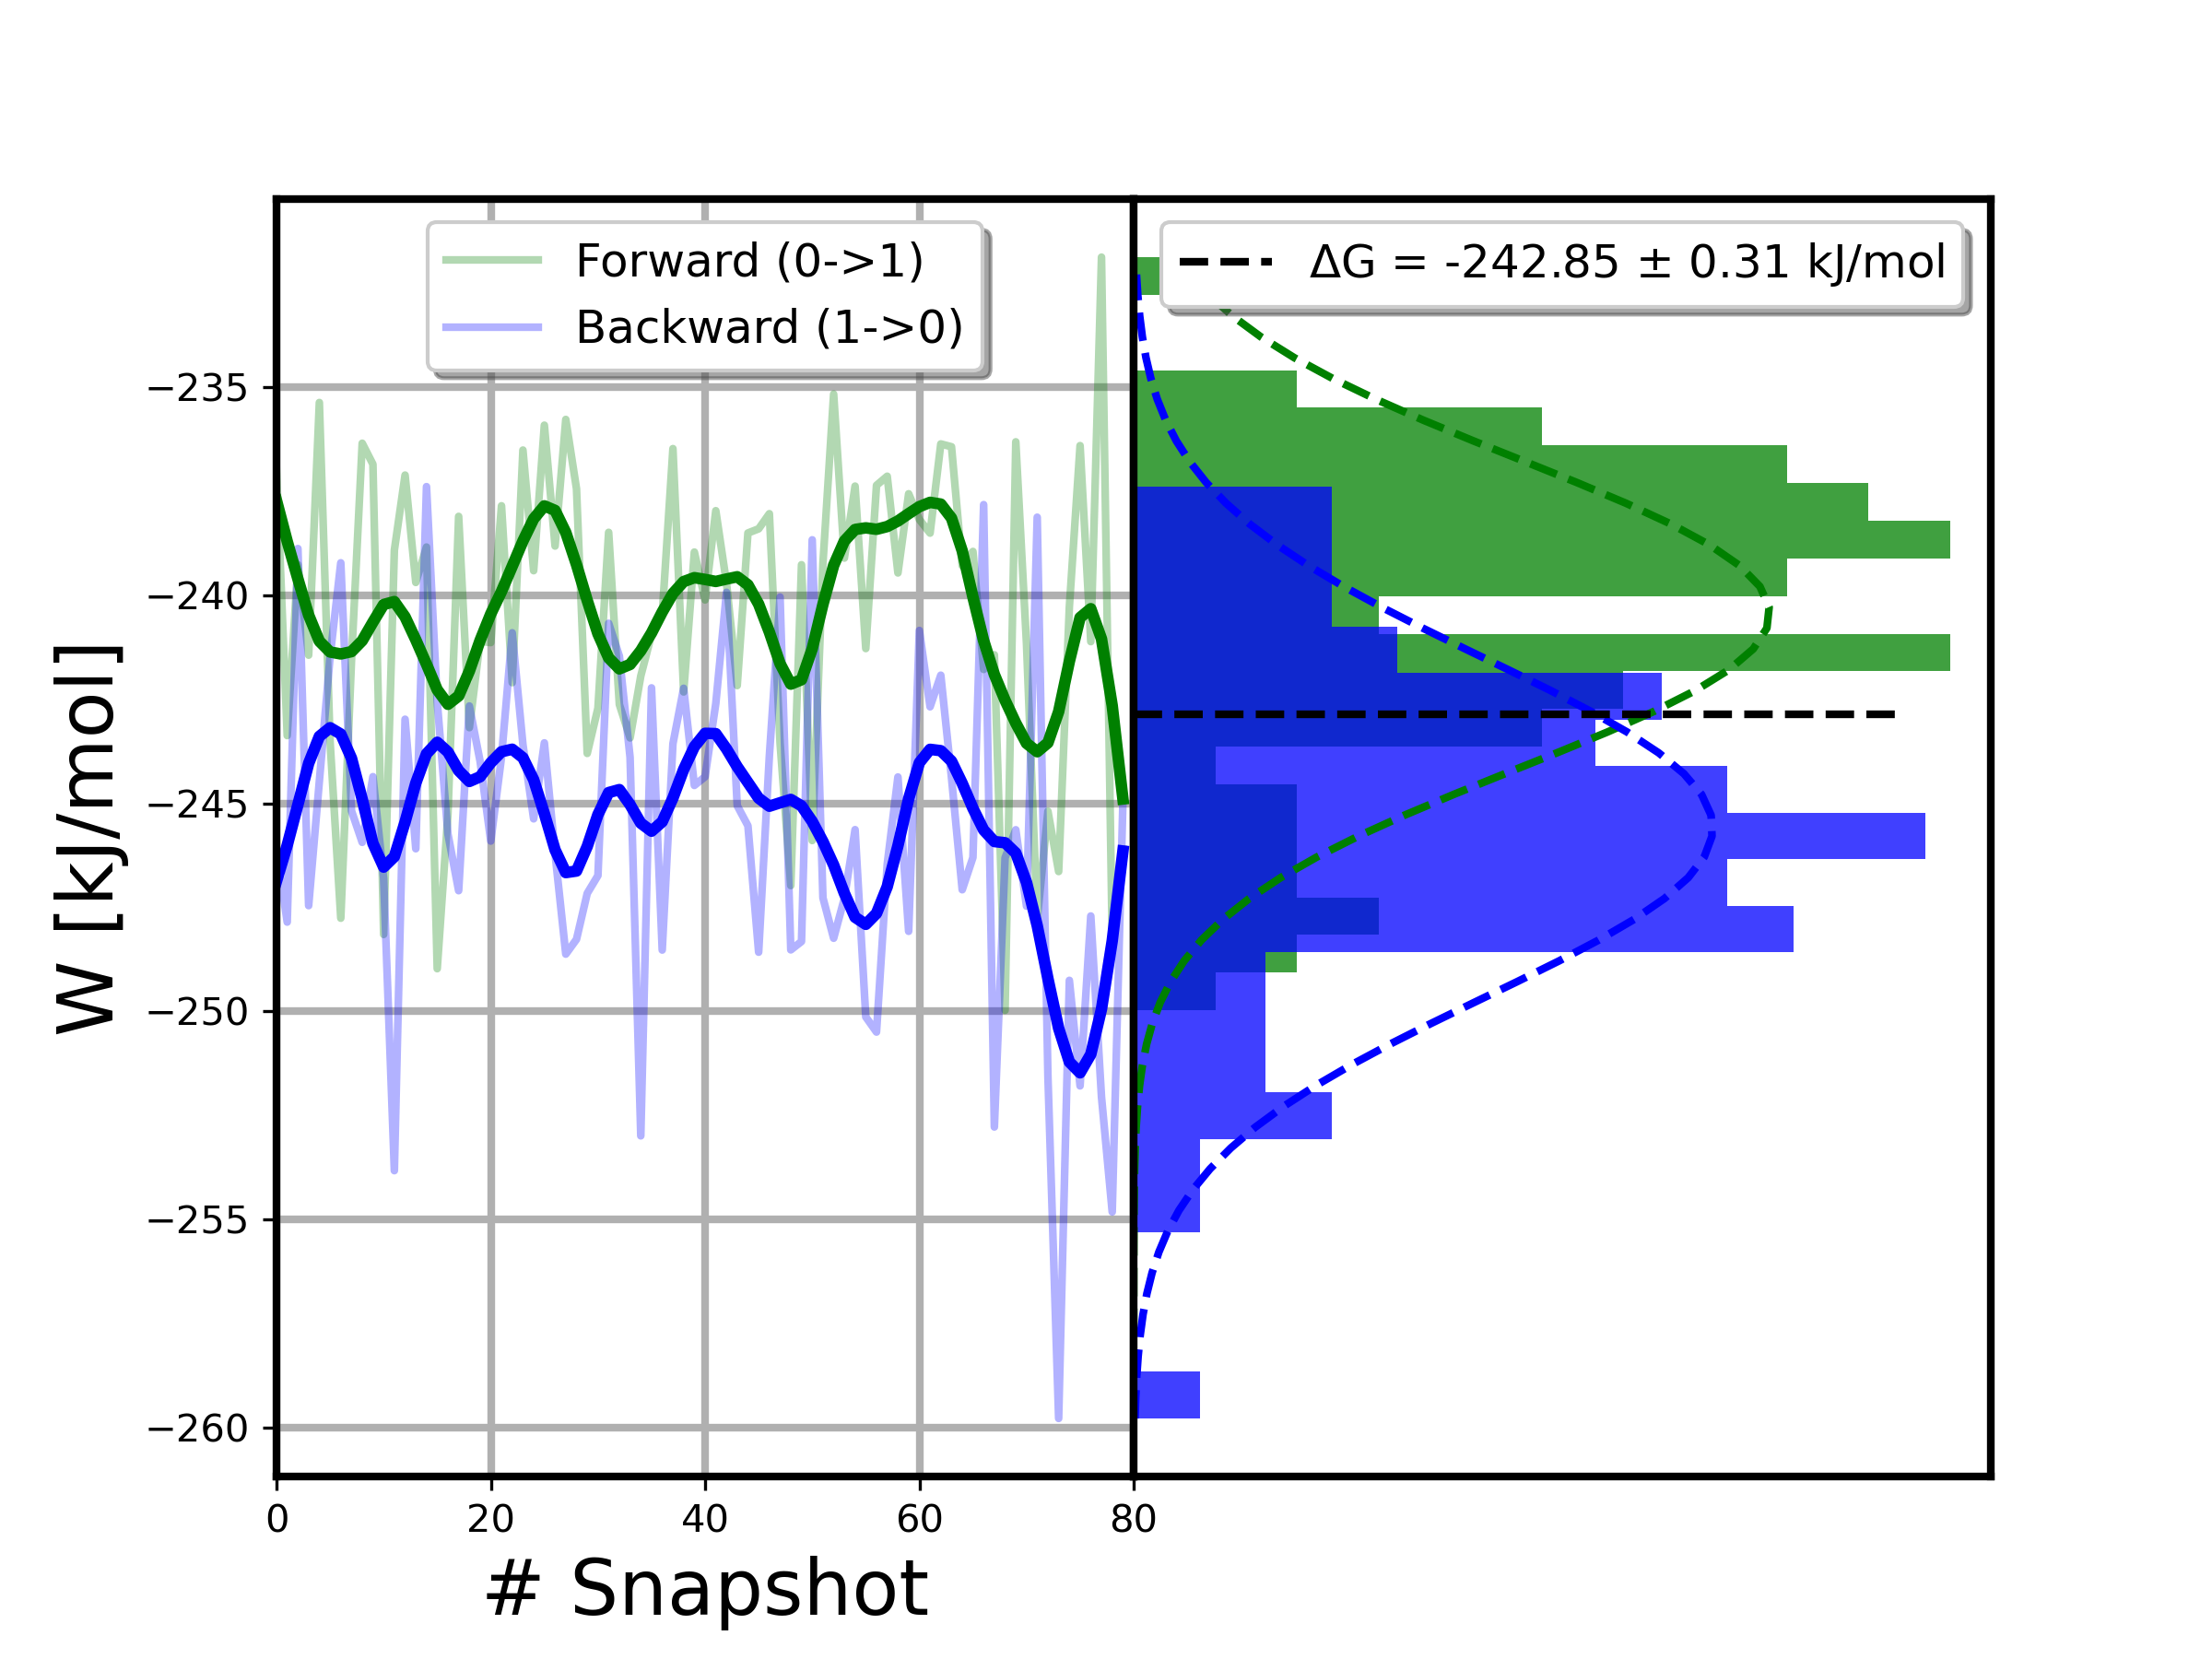 Forward (0->1)
Backward (1->0)
ΔG = -242.85 ± 0.31 kJ/mol
−235
−240
−245
−250
−255
−260
W [kJ/mol]
0 20 40 60 80
# Snapshot